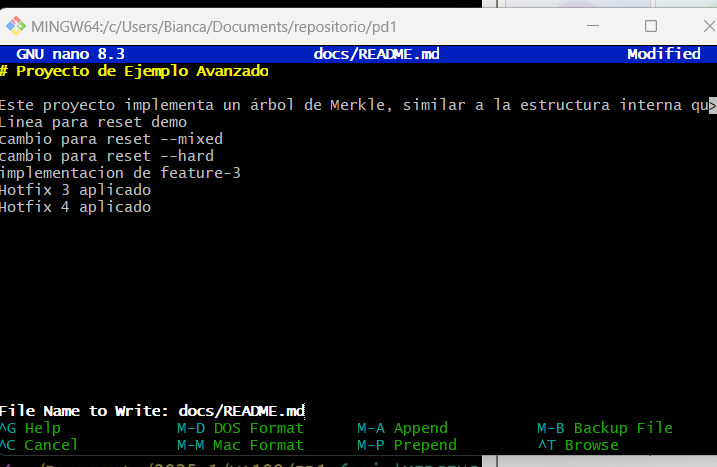 MINGW64:/c/Users/Bianca/Documents/repositorio/pd1
GNU nano 8.3 docs/README.md Modified
# Proyecto de Ejemplo Avanzado
Este proyecto implementa un árbol de Merkle, similar a la estructura interna qu>
Linea para reset demo
cambio para reset --mixed
cambio para reset --hard
implementacion de feature-3
Hotfix 3 aplicado
Hotfix 4 aplicado
File Name to Write: docs/README.md
^G Help M-D DOS Format M-A Append M-B Backup File
^C Cancel M-M Mac Format M-P Prepend ^T Browse